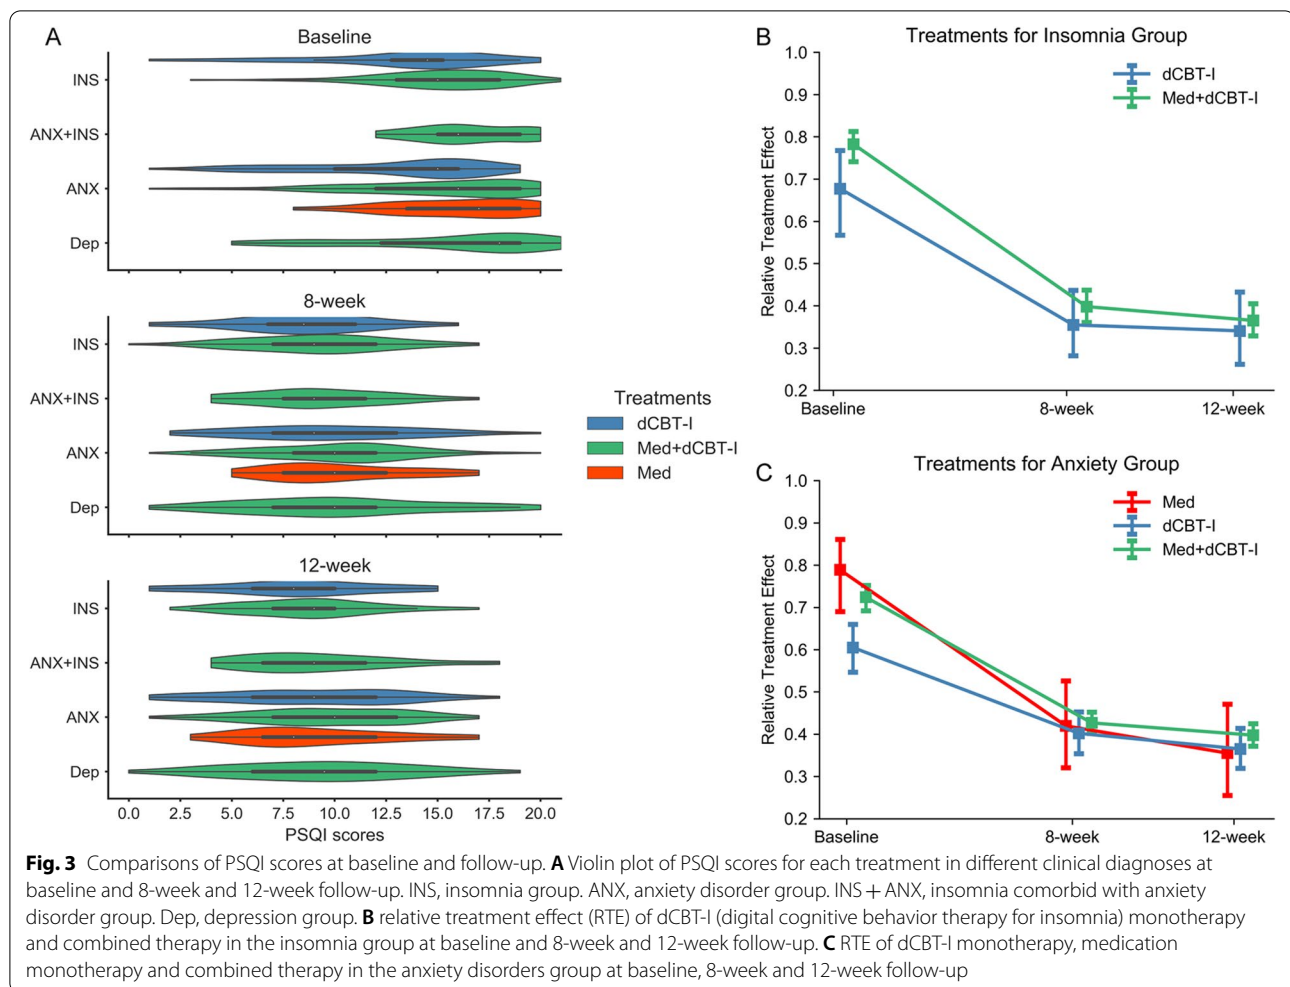 A
Baseline
INS
ANX+INS
ANX
Dep
8-week
INS
ANX+INS
ANX
Dep
12-week
INS
ANX+INS
ANX
Dep
0.0 2.5 5.0 7.5 10.0 12.5 15.0 17.5 20.0
PSQI scores
Treatments
dCBT-I
Med+dCBT-I
Med
B
Treatments for Insomnia Group
dCBT-I
Med+dCBT-I
Relative Treatment Effect
1.0
0.9
0.8
0.7
0.6
0.5
0.4
0.3
0.2
Baseline 8-week 12-week
C
Treatments for Anxiety Group
Med
dCBT-I
Med+dCBT-I
Relative Treatment Effect
1.0
0.9
0.8
0.7
0.6
0.5
0.4
0.3
0.2
Baseline 8-week 12-week
Fig. 3 Comparisons of PSQI scores at baseline and follow-up. A Violin plot of PSQI scores for each treatment in different clinical diagnoses at
baseline and 8-week and 12-week follow-up. INS, insomnia group. ANX, anxiety disorder group. INS + ANX, insomnia comorbid with anxiety
disorder group. Dep, depression group. B relative treatment effect (RTE) of dCBT-I (digital cognitive behavior therapy for insomnia) monotherapy
and combined therapy in the insomnia group at baseline and 8-week and 12-week follow-up. C RTE of dCBT-I monotherapy, medication
monotherapy and combined therapy in the anxiety disorders group at baseline, 8-week and 12-week follow-up